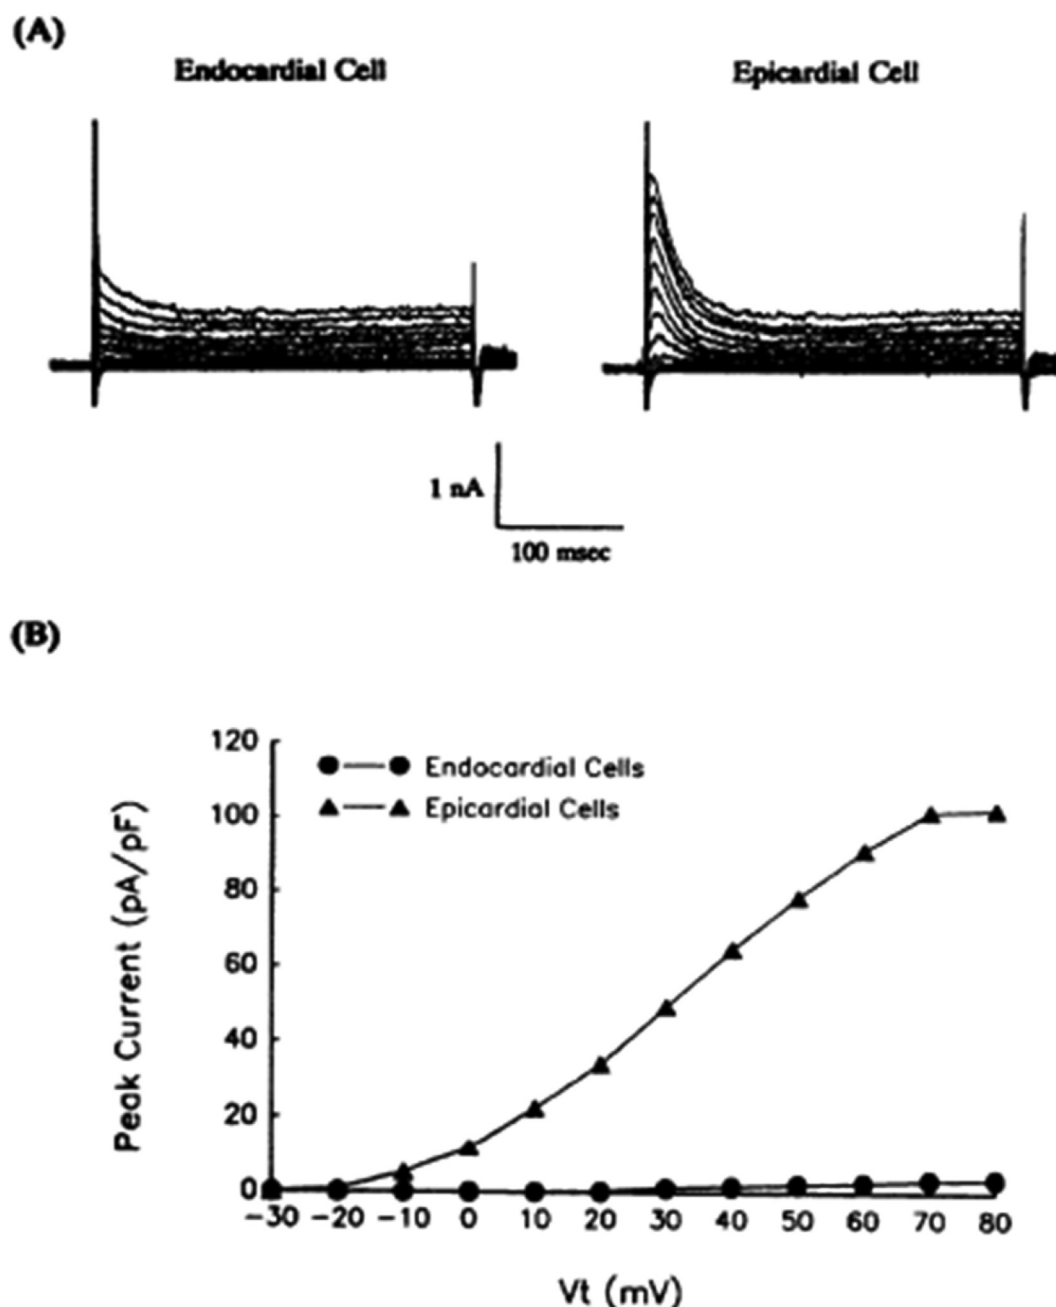 (A)
Endocardial Cell
Epicardial Cell
1 nA
100 msec
(B)
120
100
80
60
40
20
0
Endocardial Cells
Epicardial Cells
Peak Current (pA/pF)
-30 -20 -10 0 10 20 30 40 50 60 70 80
Vt (mV)